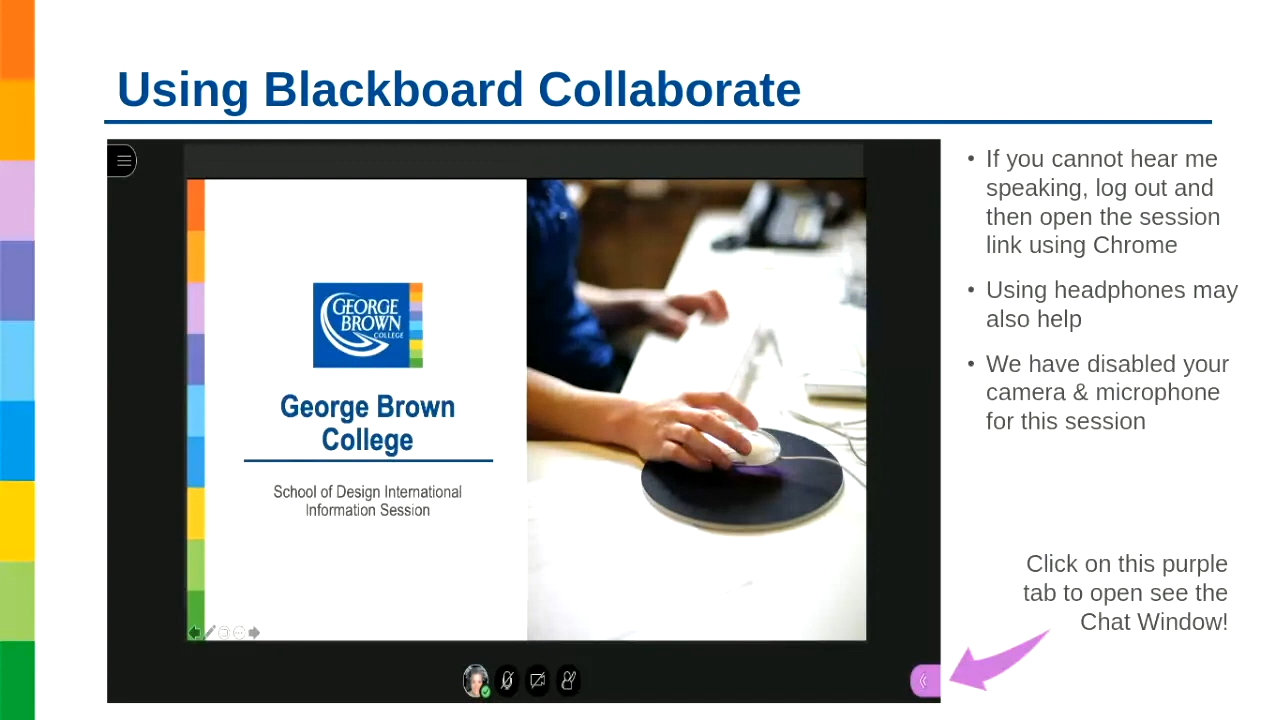 Using Blackboard Collaborate
GEORGE
BROWN
COLLEGE
George Brown
College
School of Design International
Information Session
• If you cannot hear me
speaking, log out and
then open the session
link using Chrome
• Using headphones may
also help
• We have disabled your
camera & microphone
for this session
Click on this purple
tab to open see the
Chat Window!